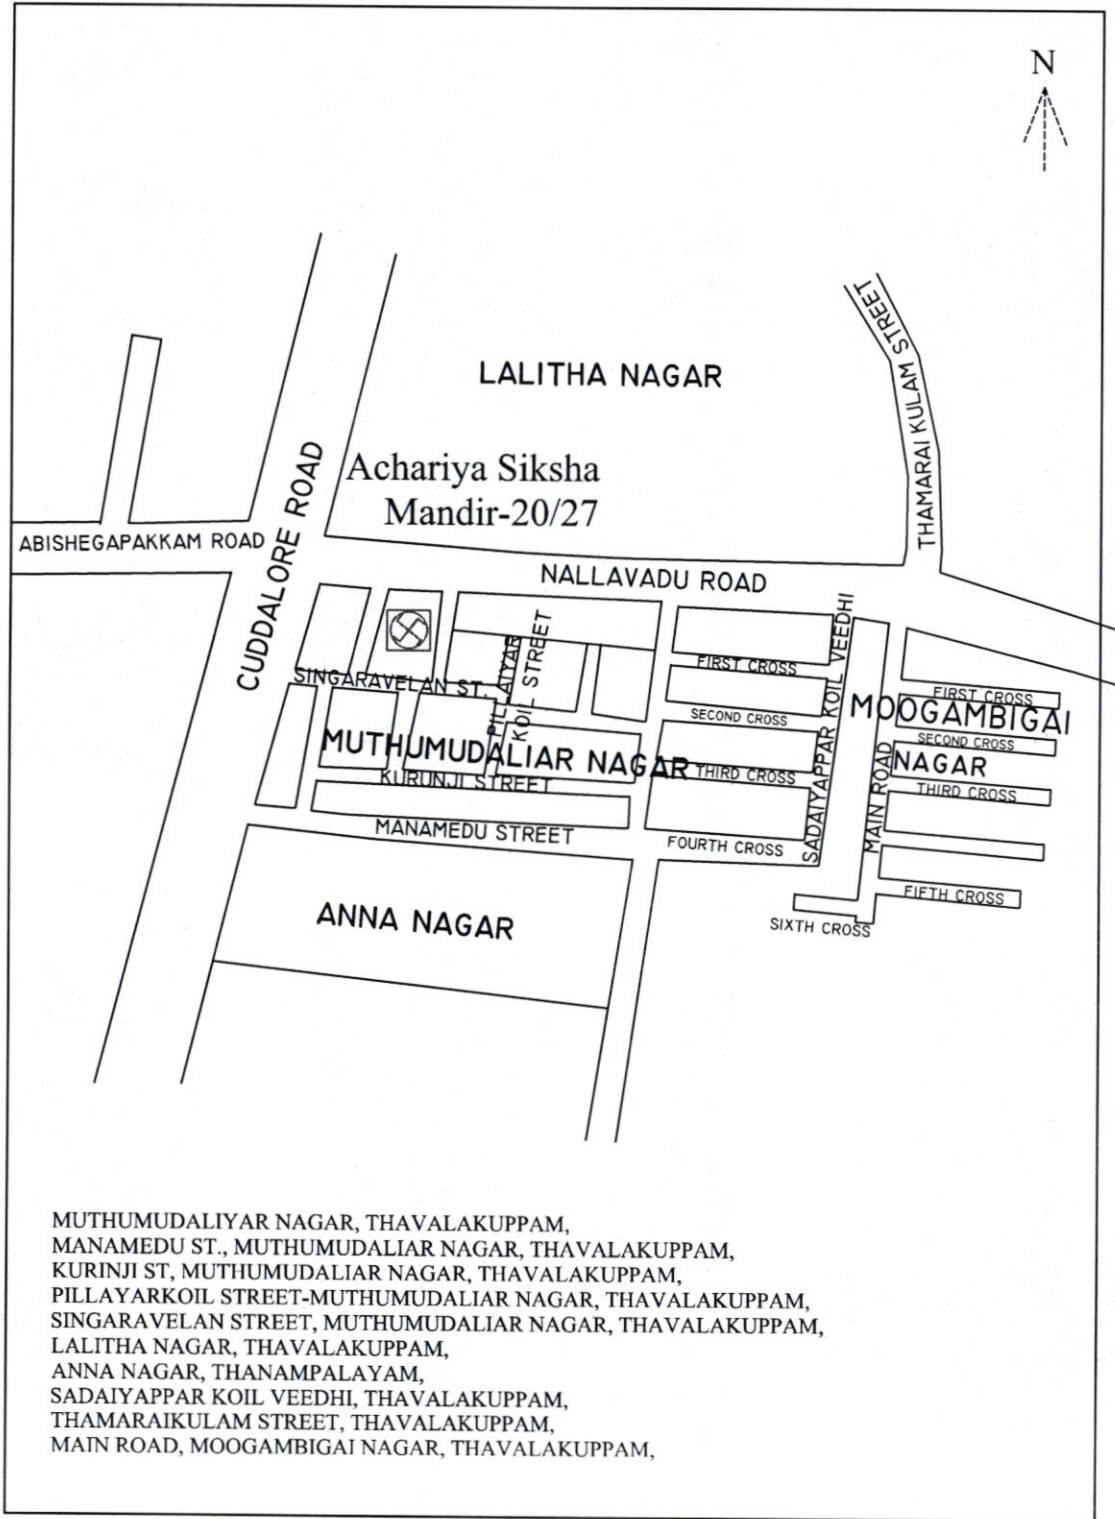 N
LALITHA NAGAR
THAMARAI KULAM STREET
Achariya Siksha
Mandir-20/27
ABISHEGAPAKKAM ROAD
CUDDALORE ROAD
NALLAVADU ROAD
SINGARAVELAN ST.
PILLAIYAR
KOIL STREET
FIRST CROSS
SECOND CROSS
THIRD CROSS
FOURTH CROSS
SADAIYAPPAR KOIL VEEDHI
MUTHUMUDALIAR NAGAR
KURUNJI STREET
MANAMEDU STREET
ANNA NAGAR
MAIN ROAD
FIRST CROSS
MOOGAMBIGAI
SECOND CROSS
NAGAR
THIRD CROSS
FIFTH CROSS
SIXTH CROSS
MUTHUMUDALIYAR NAGAR, THAVALAKUPPAM,
MANAMEDU ST., MUTHUMUDALIAR NAGAR, THAVALAKUPPAM,
KURINJI ST, MUTHUMUDALIAR NAGAR, THAVALAKUPPAM,
PILLAYARKOIL STREET-MUTHUMUDALIAR NAGAR, THAVALAKUPPAM,
SINGARAVELAN STREET, MUTHUMUDALIAR NAGAR, THAVALAKUPPAM,
LALITHA NAGAR, THAVALAKUPPAM,
ANNA NAGAR, THANAMPALAYAM,
SADAIYAPPAR KOIL VEEDHI, THAVALAKUPPAM,
THAMARAIKULAM STREET, THAVALAKUPPAM,
MAIN ROAD, MOOGAMBIGAI NAGAR, THAVALAKUPPAM,